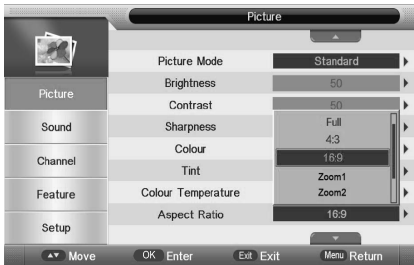 Picture
Picture Mode Standard
Brightness 50
Picture
Contrast 50
Sound
Sharpness
Full
4:3
Colour
16:9
Channel
Tint
Zoom1
Feature
Colour Temperature
Zoom2
Aspect Ratio 16:9
Setup
Move OK Enter Exit Exit Menu Return